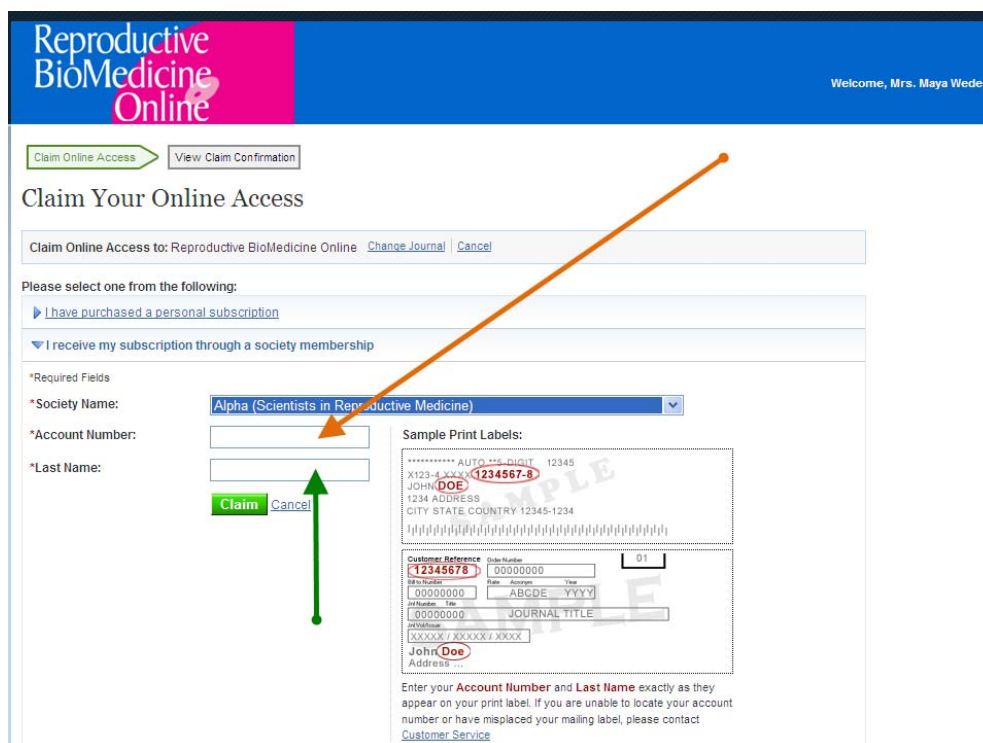 Reproductive
BioMedicine
Online
Welcome, Mrs. Maya Wede
Claim Online Access
View Claim Confirmation
Claim Your Online Access
Claim Online Access to: Reproductive BioMedicine Online Change Journal Cancel
Please select one from the following:
I have purchased a personal subscription
I receive my subscription through a society membership
*Required Fields
*Society Name: Alpha (Scientists in Reproductive Medicine)
*Account Number:
*Last Name:
Claim Cancel
Sample Print Labels:
*********** AUTO **5-DIGIT 12345
X123-4 XXXX 1234567-8
JOHN DOE
1234 ADDRESS
CITY STATE COUNTRY 12345-1234
SAMPLE
Customer Reference Order Number 01
12345678 00000000
Bill to Number Rate Acronym Year
00000000 ABCDE YYYY
Jnl Number Title
00000000 JOURNAL TITLE
Jnl Vol/Issue
XXXXX / XXXXX / XXXX
John Doe
Address ...
SAMPLE
Enter your Account Number and Last Name exactly as they
appear on your print label. If you are unable to locate your account
number or have misplaced your mailing label, please contact
Customer Service